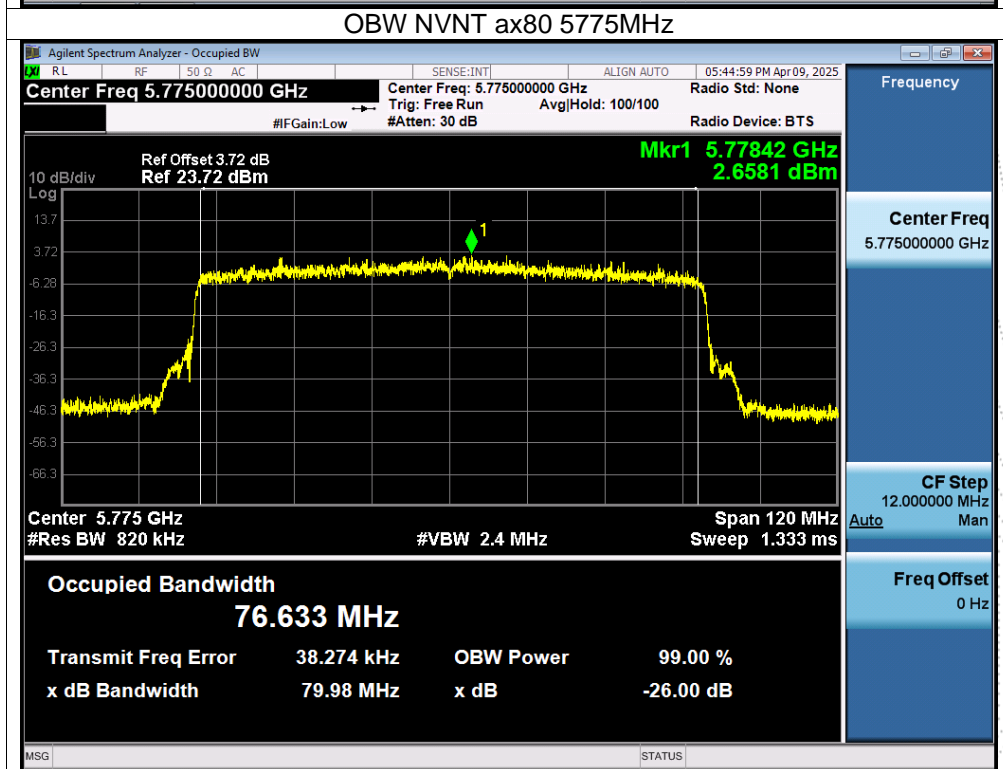 OBW NVNT ax80 5775MHz
Agilent Spectrum Analyzer - Occupied BW
LXI RL RF 50 Ω AC SENSE:INT ALIGN AUTO 05:44:59 PM Apr 09, 2025
Center Freq 5.775000000 GHz
Center Freq: 5.775000000 GHz
Radio Std: None
Trig: Free Run Avg|Hold: 100/100
#IFGain:Low
#Atten: 30 dB
Radio Device: BTS
Frequency
Ref Offset 3.72 dB
Mkr1 5.77842 GHz
10 dB/div Ref 23.72 dBm
2.6581 dBm
Log
13.7
1
3.72
-6.28
-16.3
-26.3
-36.3
-46.3
-56.3
-66.3
Center 5.775 GHz
Span 120 MHz
#Res BW 820 kHz
#VBW 2.4 MHz
Sweep 1.333 ms
Center Freq
5.775000000 GHz
CF Step
12.000000 MHz
Auto Man
Freq Offset
0 Hz
Occupied Bandwidth
76.633 MHz
Transmit Freq Error 38.274 kHz OBW Power 99.00 %
x dB Bandwidth 79.98 MHz x dB -26.00 dB
MSG STATUS